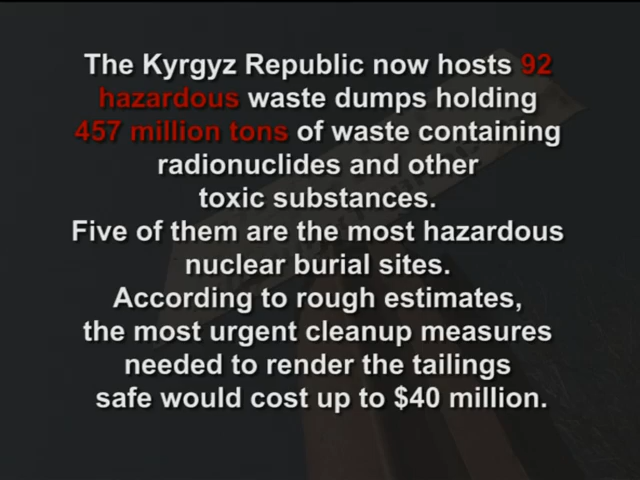 The Kyrgyz Republic now hosts 92
hazardous waste dumps holding
457 million tons of waste containing
radionuclides and other
toxic substances.
Five of them are the most hazardous
nuclear burial sites.
According to rough estimates,
the most urgent cleanup measures
needed to render the tailings
safe would cost up to $40 million.